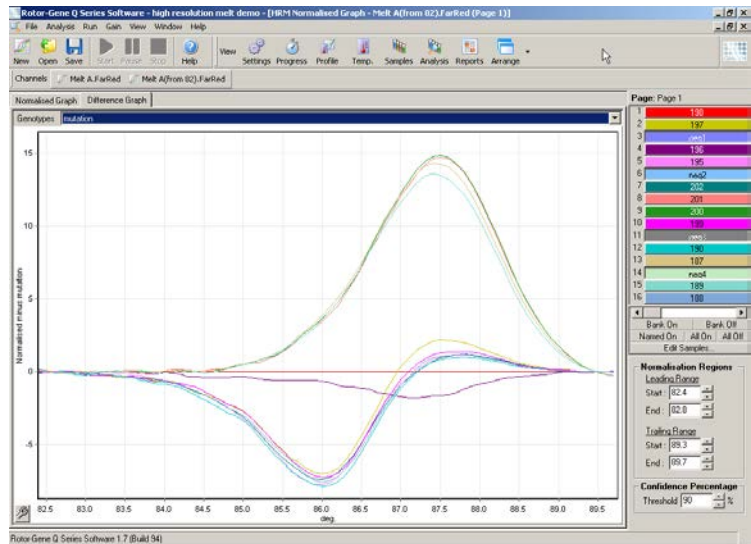 Rotor-Gene Q Series Software - high resolution melt demo - [HRM Normalised Graph - Melt A(from 82).FarRed (Page 1)]
File Analysis Run Gain View Window Help
New Open Save Start Pause Stop Help View Settings Progress Profile Temp. Samples Analysis Reports Arrange
Channels Melt A.FarRed Melt A(from 82).FarRed
Normalised Graph Difference Graph
Genotypes mutation
Normalised minus mutation
15
10
5
0
-5
82.5 83.0 83.5 84.0 84.5 85.0 85.5 86.0 86.5 87.0 87.5 88.0 88.5 89.0 89.5
deg.
Page: Page 1
1 198
2 197
3 neg1
4 196
5 195
6 neg2
7 202
8 201
9 200
10
11
12 190
13 187
14 neg4
15 189
16 188
Bank On Bank Off
Named On All On All Off
Edit Samples...
Normalisation Regions
Leading Range
Start: 82.4
End: 82.8
Trailing Range
Start: 89.3
End: 89.7
Confidence Percentage
Threshold 90 %
Rotor-Gene Q Series Software 1.7 (Build 94)